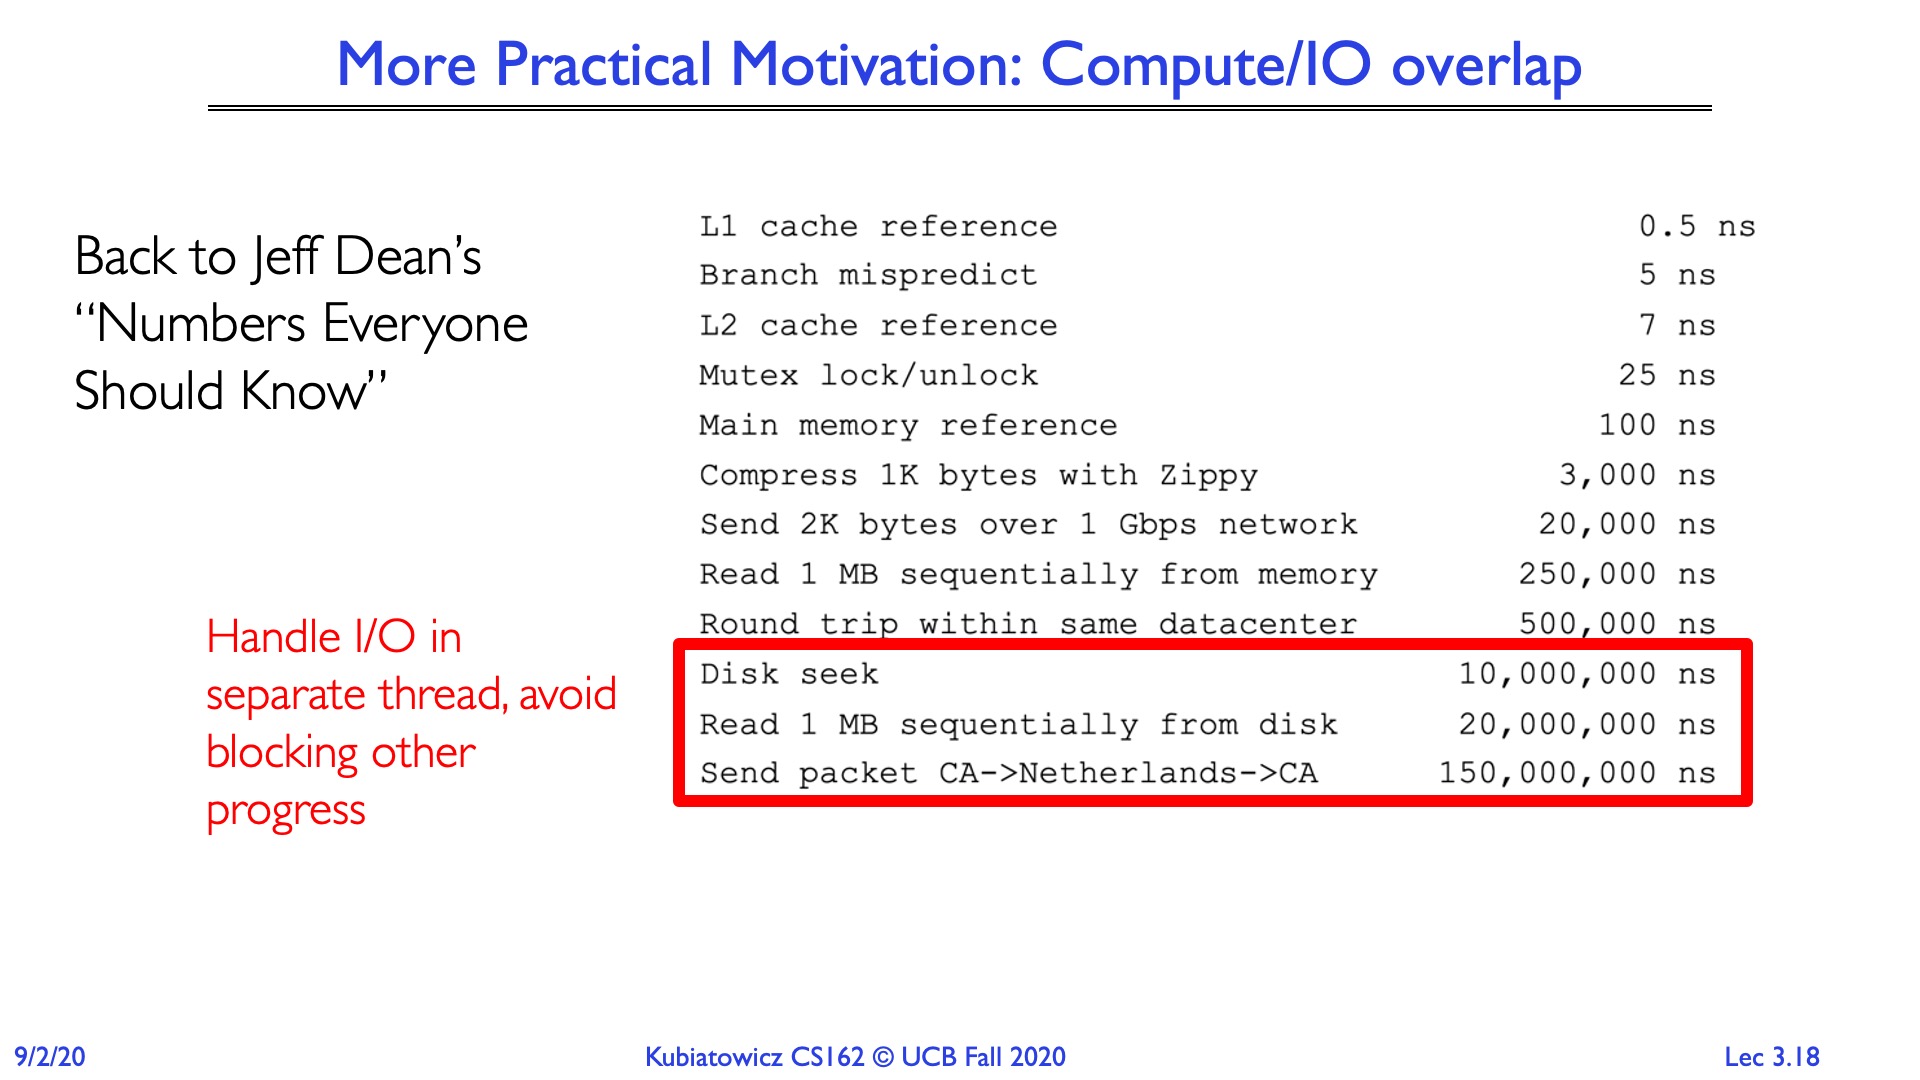 More Practical Motivation: Compute/IO overlap
Back to Jeff Dean’s
“Numbers Everyone
Should Know”
L1 cache reference 0.5 ns
Branch mispredict 5 ns
L2 cache reference 7 ns
Mutex lock/unlock 25 ns
Main memory reference 100 ns
Compress 1K bytes with Zippy 3,000 ns
Send 2K bytes over 1 Gbps network 20,000 ns
Read 1 MB sequentially from memory 250,000 ns
Round trip within same datacenter 500,000 ns
Disk seek 10,000,000 ns
Read 1 MB sequentially from disk 20,000,000 ns
Send packet CA->Netherlands->CA 150,000,000 ns
Handle I/O in
separate thread, avoid
blocking other
progress
9/2/20 Kubiatowicz CS162 © UCB Fall 2020 Lec 3.18